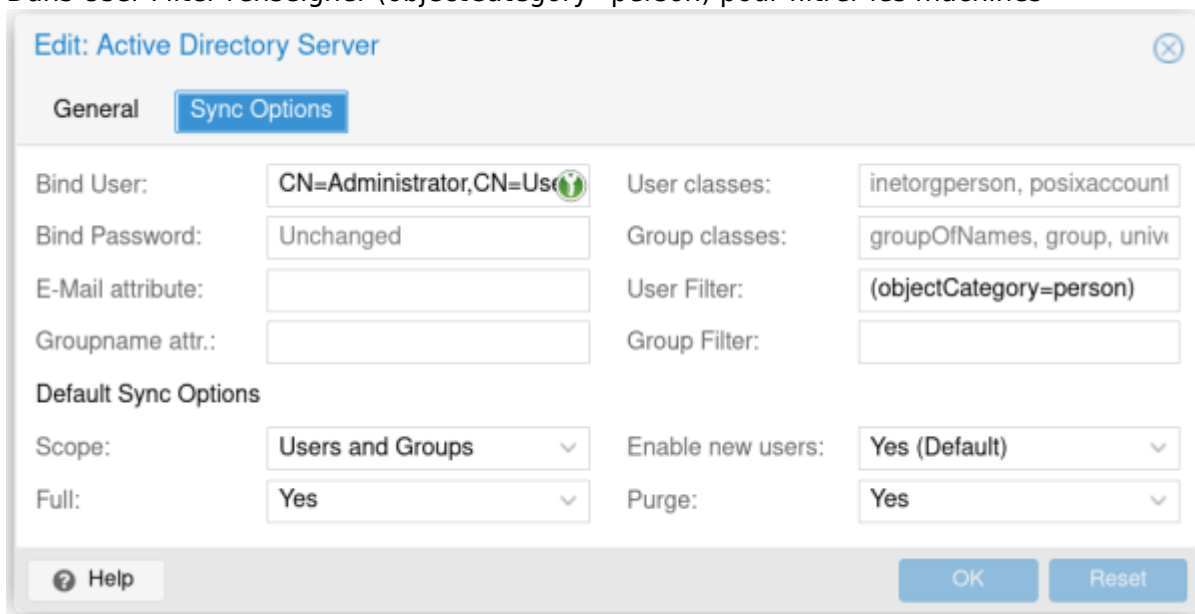 Edit: Active Directory Server
General Sync Options
Bind User: CN=Administrator,CN=Use User classes: inetorgperson, posixaccount
Bind Password: Unchanged Group classes: groupOfNames, group, unive
E-Mail attribute: User Filter: (objectCategory=person)
Groupname attr.: Group Filter:
Default Sync Options
Scope: Users and Groups Enable new users: Yes (Default)
Full: Yes Purge: Yes
Help OK Reset